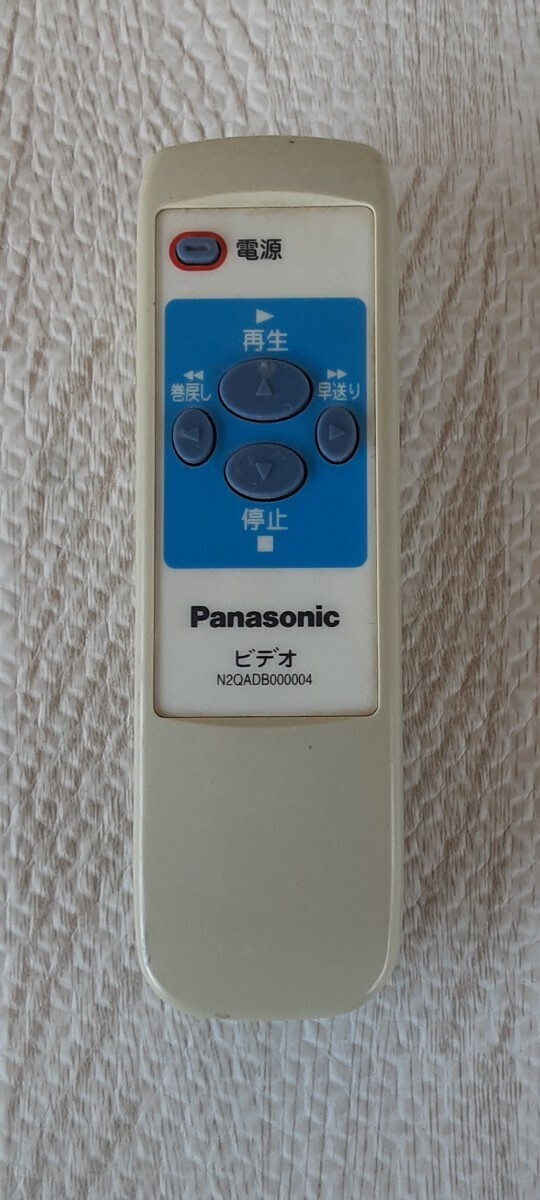 電源
▶
再生
◀◀ ▶▶
巻戻し 早送り
停止
■
Panasonic
ビデオ
N2QADB000004